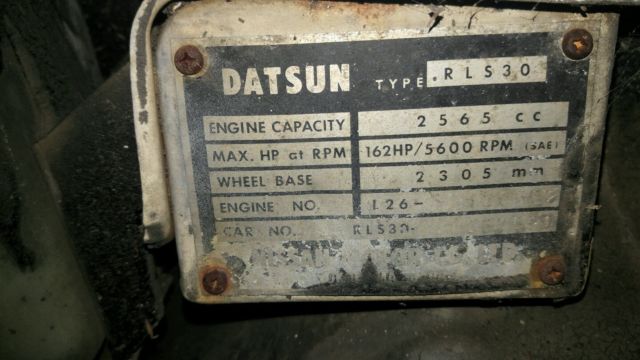 DATSUN TYPE RLS30
ENGINE CAPACITY 2565 cc
MAX. HP at RPM 162HP/5600 RPM (SAE)
WHEEL BASE 2305 mm
ENGINE NO. L26-
CAR NO. RLS30-